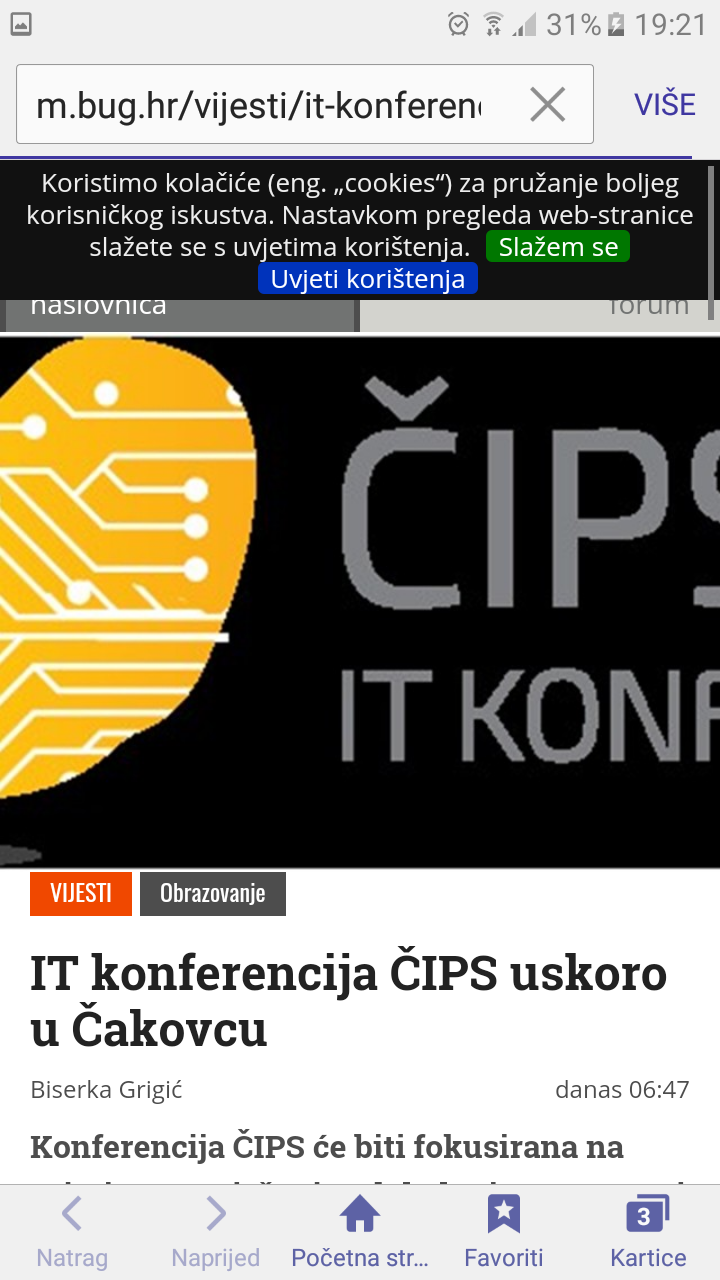 31% 19:21
m.bug.hr/vijesti/it-konferen
VIŠE
Koristimo kolačiće (eng. „cookies“) za pružanje boljeg
korisničkog iskustva. Nastavkom pregleda web-stranice
slažete se s uvjetima korištenja. Slažem se
Uvjeti korištenja
naslovnica forum
ČIPS
IT KONF
VIJESTI Obrazovanje
IT konferencija ČIPS uskoro
u Čakovcu
Biserka Grigić danas 06:47
Konferencija ČIPS će biti fokusirana na
Natrag Naprijed Početna str... Favoriti 3 Kartice